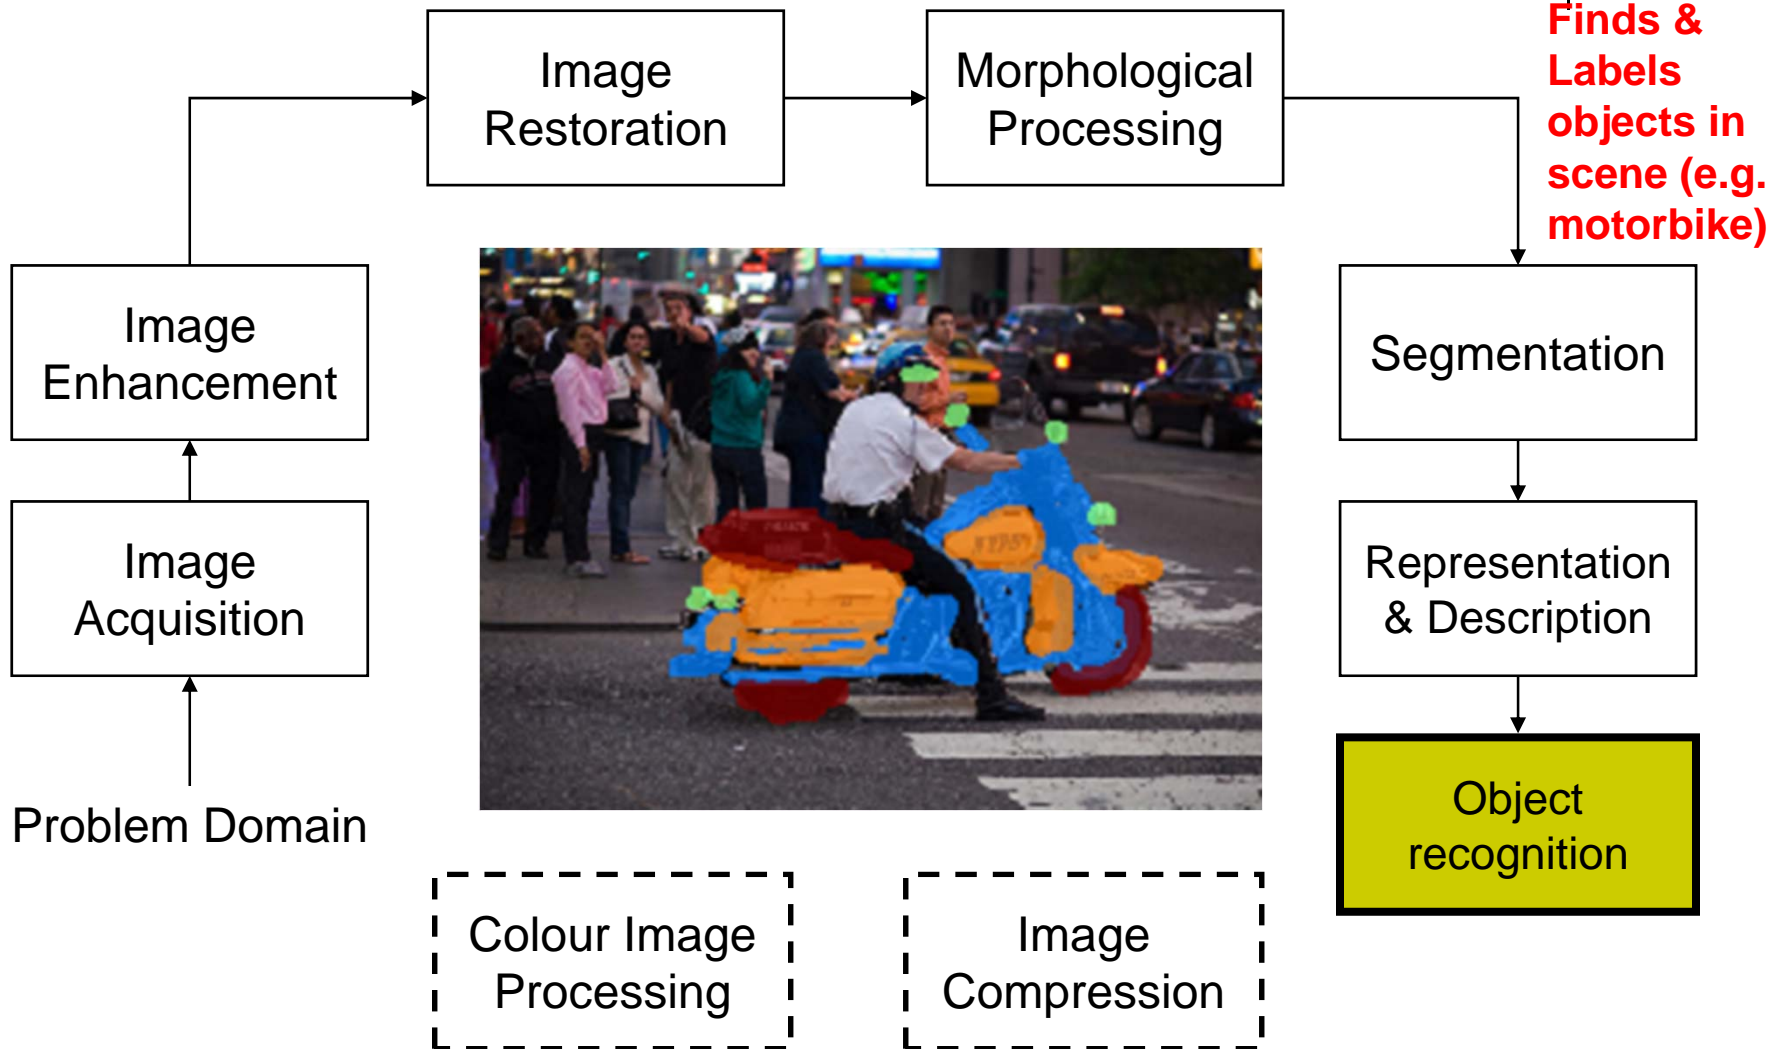 Finds &
Labels
objects in
scene (e.g.
motorbike)
Image
Restoration
Morphological
Processing
Image
Enhancement
Segmentation
Image
Acquisition
Representation
& Description
Problem Domain
Object
recognition
Colour Image
Processing
Image
Compression